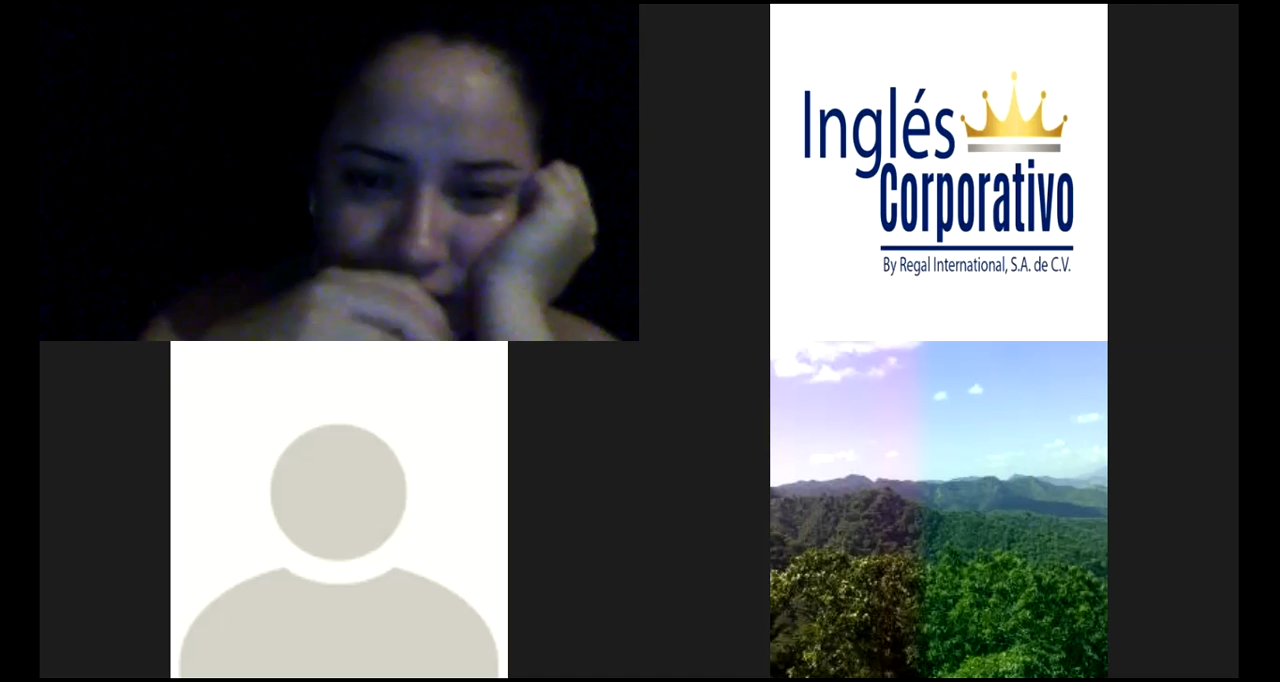 Inglés
Corporativo
By Regal International, S.A. de C.V.